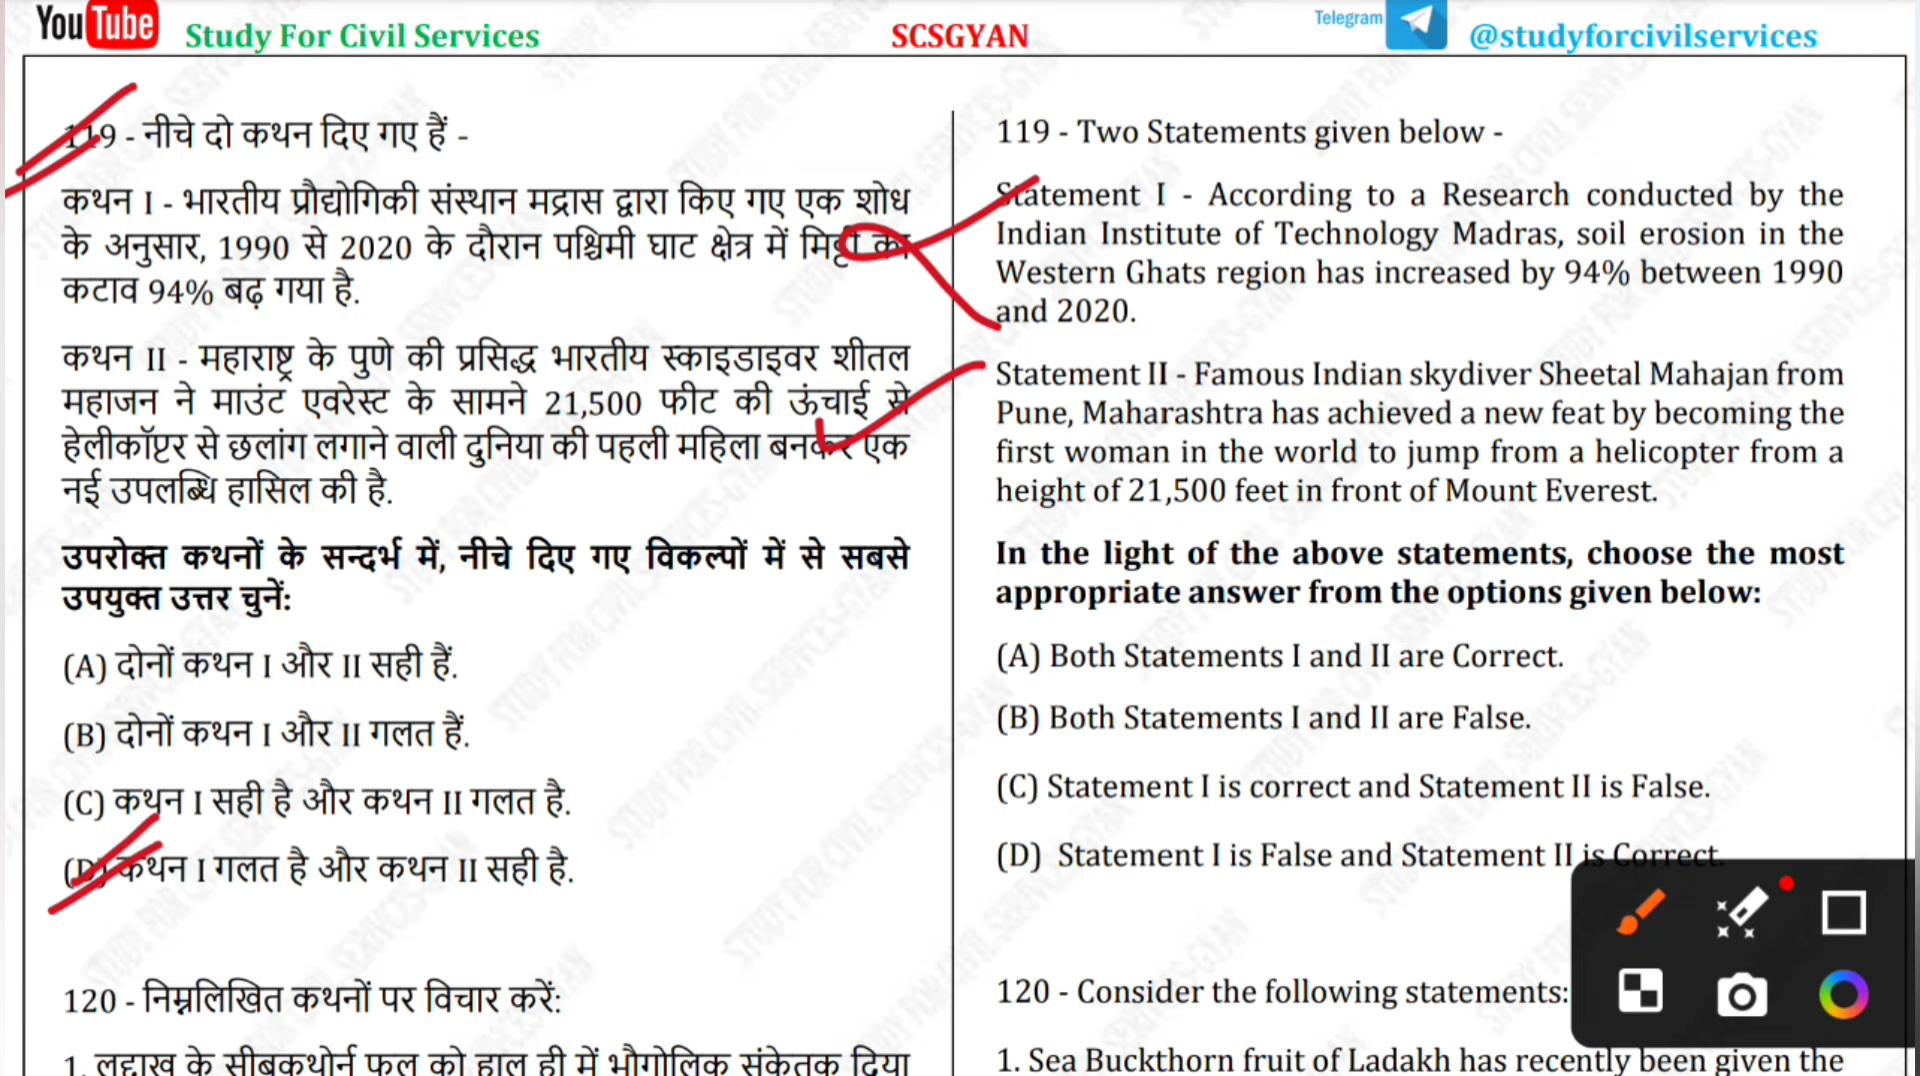 YouTube Study For Civil Services SCSGYAN Telegram @studyforcivilservices
119 - नीचे दो कथन दिए गए हैं -
कथन I - भारतीय प्रौद्योगिकी संस्थान मद्रास द्वारा किए गए एक शोध
के अनुसार, 1990 से 2020 के दौरान पश्चिमी घाट क्षेत्र में मिट्टी का
कटाव 94% बढ़ गया है.
कथन II - महाराष्ट्र के पुणे की प्रसिद्ध भारतीय स्काइडाइवर शीतल
महाजन ने माउंट एवरेस्ट के सामने 21,500 फीट की ऊंचाई से
हेलीकॉप्टर से छलांग लगाने वाली दुनिया की पहली महिला बनकर एक
नई उपलब्धि हासिल की है.
उपरोक्त कथनों के सन्दर्भ में, नीचे दिए गए विकल्पों में से सबसे
उपयुक्त उत्तर चुनें:
(A) दोनों कथन I और II सही हैं.
(B) दोनों कथन I और II गलत हैं.
(C) कथन I सही है और कथन II गलत है.
(D) कथन I गलत है और कथन II सही है.
120 - निम्नलिखित कथनों पर विचार करें:
1. लद्दाख के सीबकथोर्न फल को हाल ही में भौगोलिक संकेतक दिया
119 - Two Statements given below -
Statement I - According to a Research conducted by the
Indian Institute of Technology Madras, soil erosion in the
Western Ghats region has increased by 94% between 1990
and 2020.
Statement II - Famous Indian skydiver Sheetal Mahajan from
Pune, Maharashtra has achieved a new feat by becoming the
first woman in the world to jump from a helicopter from a
height of 21,500 feet in front of Mount Everest.
In the light of the above statements, choose the most
appropriate answer from the options given below:
(A) Both Statements I and II are Correct.
(B) Both Statements I and II are False.
(C) Statement I is correct and Statement II is False.
(D) Statement I is False and Statement II is Correct.
120 - Consider the following statements:
1. Sea Buckthorn fruit of Ladakh has recently been given the